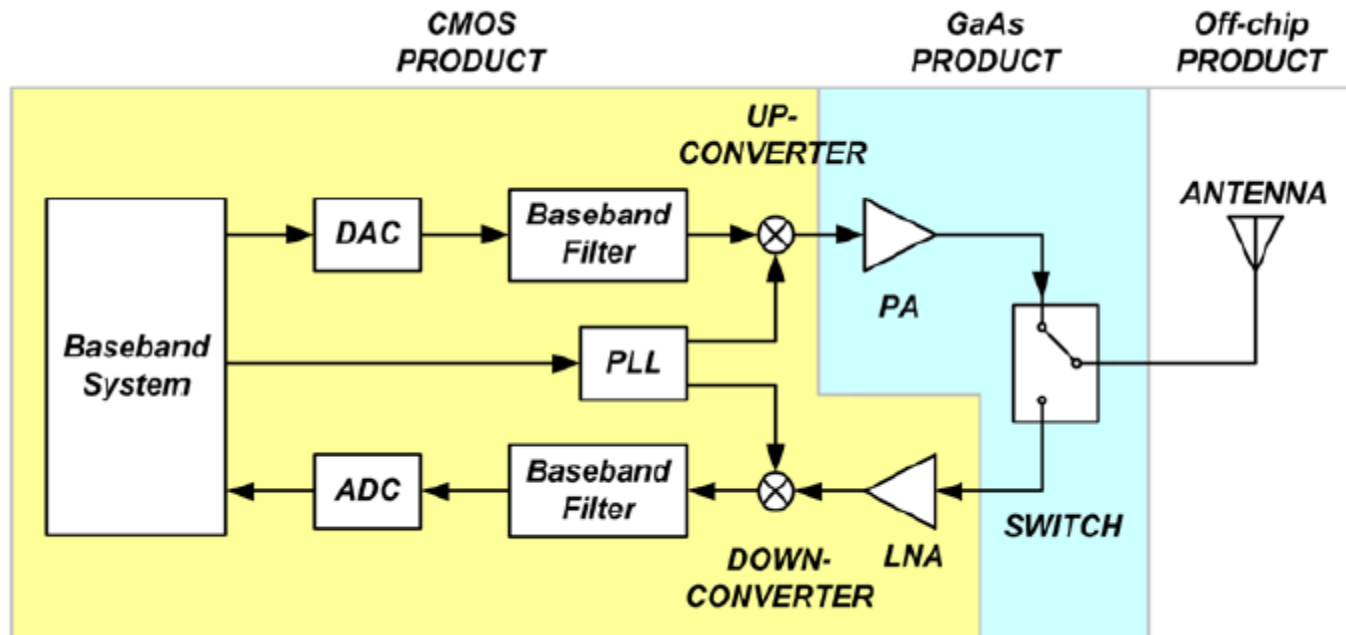 CMOS
PRODUCT
GaAs
PRODUCT
Off-chip
PRODUCT
UP-
CONVERTER
ANTENNA
DAC
Baseband
Filter
PA
Baseband
System
PLL
ADC
Baseband
Filter
DOWN-
CONVERTER
LNA
SWITCH